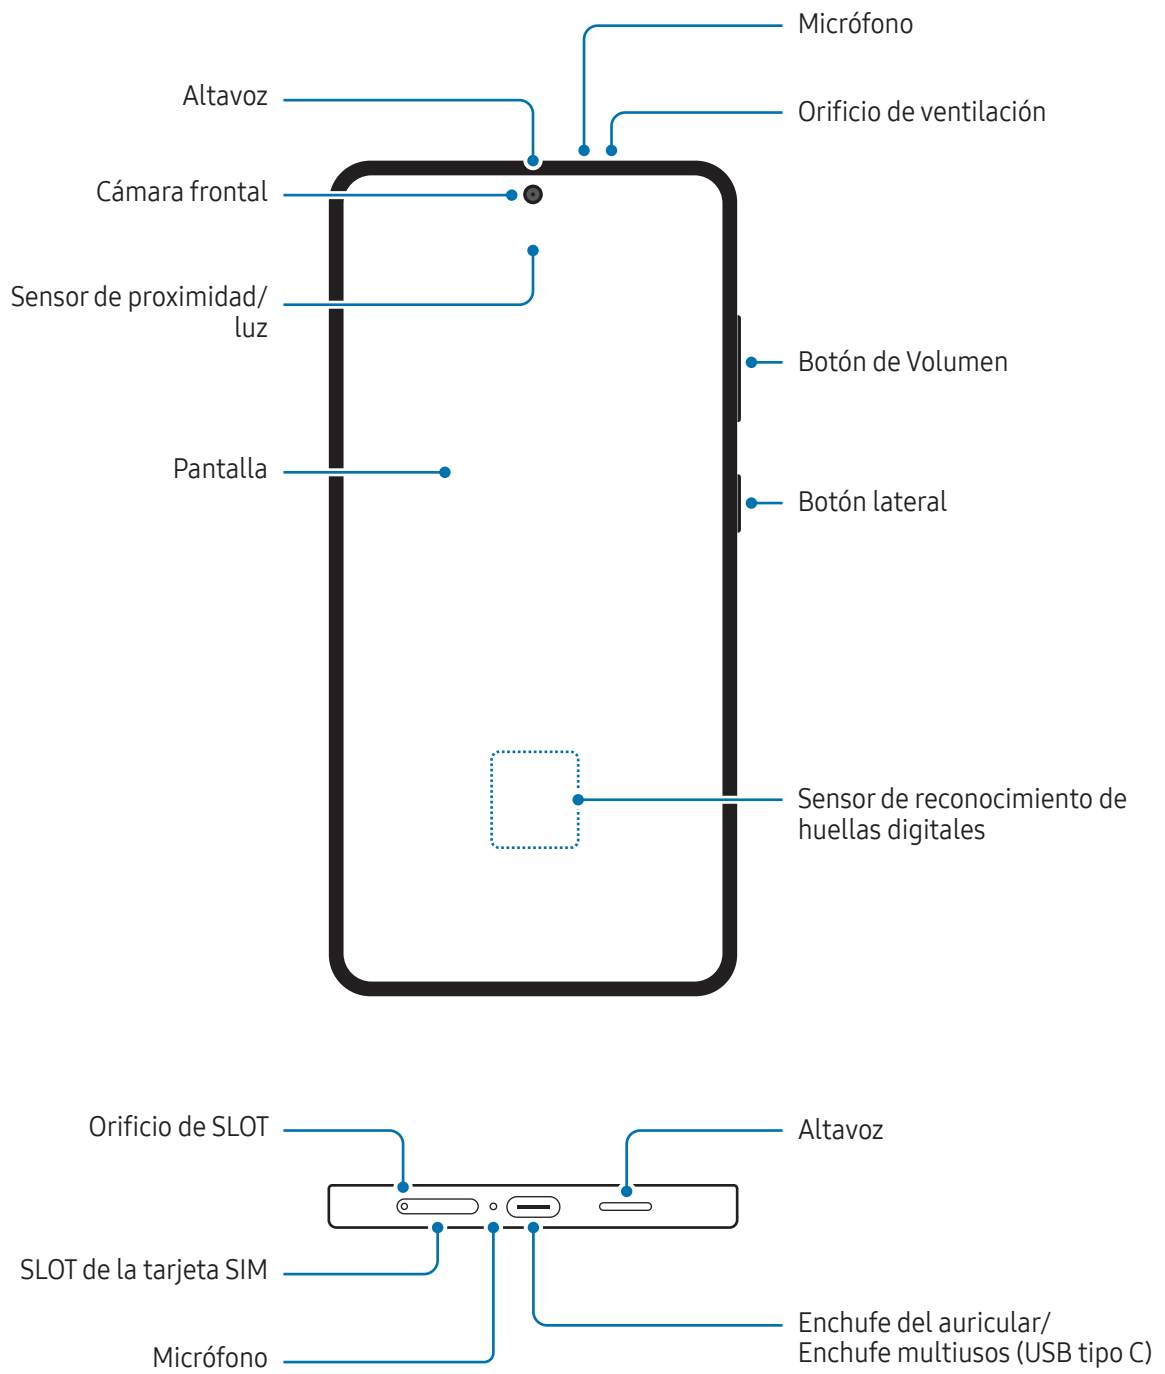 Micrófono
Altavoz
Orificio de ventilación
Cámara frontal
Sensor de proximidad/
luz
Botón de Volumen
Pantalla
Botón lateral
Sensor de reconocimiento de
huellas digitales
Orificio de SLOT
Altavoz
SLOT de la tarjeta SIM
Enchufe del auricular/
Enchufe multiusos (USB tipo C)
Micrófono